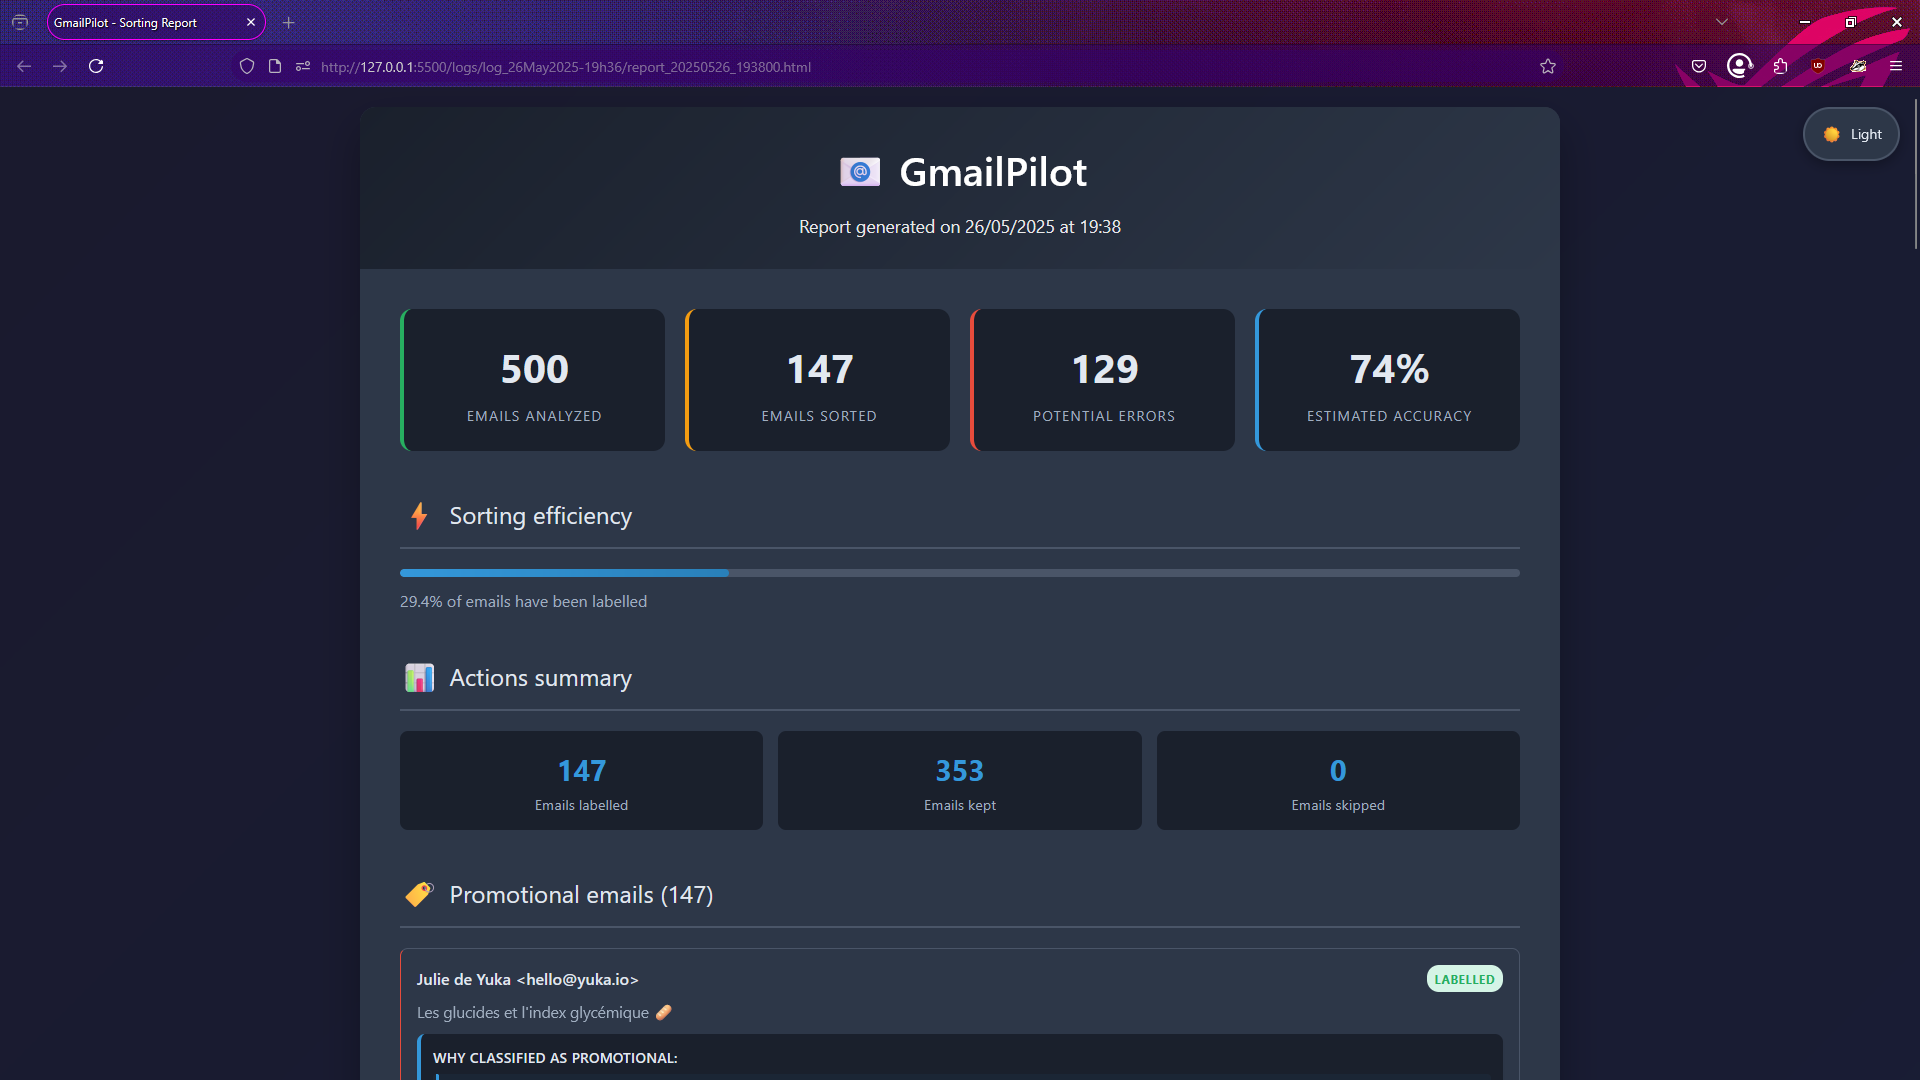 GmailPilot - Sorting Report
http://127.0.0.1:5500/logs/log_26May2025-19h36/report_20250526_193800.html
Light
GmailPilot
Report generated on 26/05/2025 at 19:38
500
EMAILS ANALYZED
147
EMAILS SORTED
129
POTENTIAL ERRORS
74%
ESTIMATED ACCURACY
Sorting efficiency
29.4% of emails have been labelled
Actions summary
147
Emails labelled
353
Emails kept
0
Emails skipped
Promotional emails (147)
Julie de Yuka <hello@yuka.io>
LABELLED
Les glucides et l'index glycémique 🥖
WHY CLASSIFIED AS PROMOTIONAL: